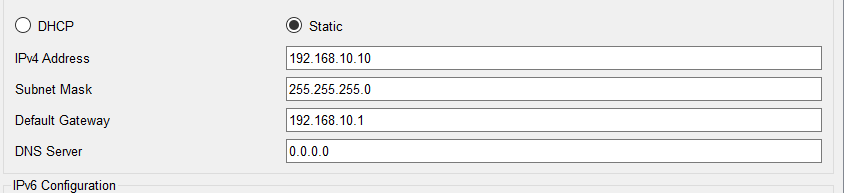 DHCP Static
IPv4 Address 192.168.10.10
Subnet Mask 255.255.255.0
Default Gateway 192.168.10.1
DNS Server 0.0.0.0
IPv6 Configuration